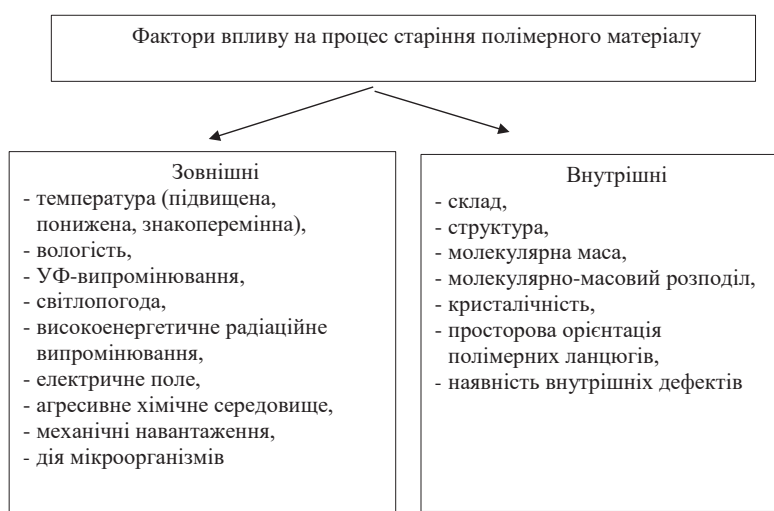 Фактори впливу на процес старіння полімерного матеріалу
Зовнішні
- температура (підвищена,
понижена, знакоперемінна),
- вологість,
- УФ-випромінювання,
- світлопогода,
- високоенергетичне радіаційне
випромінювання,
- електричне поле,
- агресивне хімічне середовище,
- механічні навантаження,
- дія мікроорганізмів
Внутрішні
- склад,
- структура,
- молекулярна маса,
- молекулярно-масовий розподіл,
- кристалічність,
- просторова орієнтація
полімерних ланцюгів,
- наявність внутрішніх дефектів